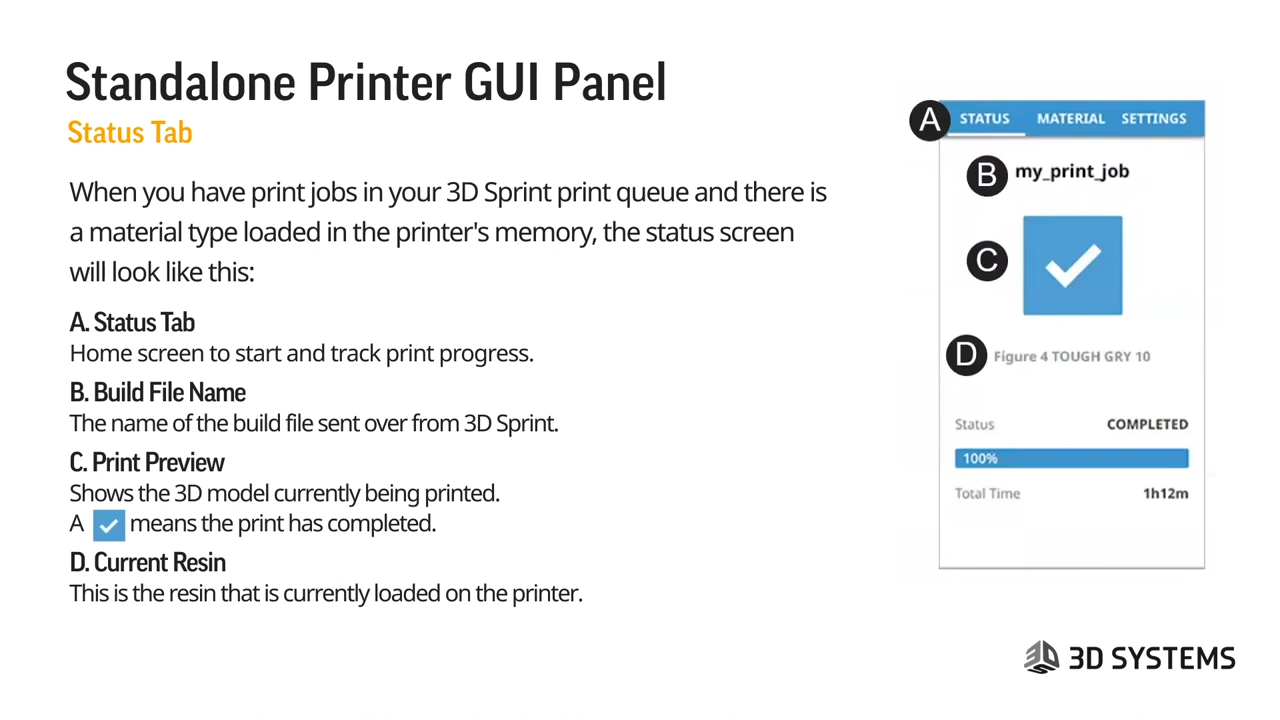 Standalone Printer GUI Panel
Status Tab
When you have print jobs in your 3D Sprint print queue and there is
a material type loaded in the printer's memory, the status screen
will look like this:
A. Status Tab
Home screen to start and track print progress.
B. Build File Name
The name of the build file sent over from 3D Sprint.
C. Print Preview
Shows the 3D model currently being printed.
A means the print has completed.
D. Current Resin
This is the resin that is currently loaded on the printer.
A STATUS MATERIAL SETTINGS
B my_print_job
C
D Figure 4 TOUGH GRY 10
Status COMPLETED
100%
Total Time 1h12m
3D SYSTEMS